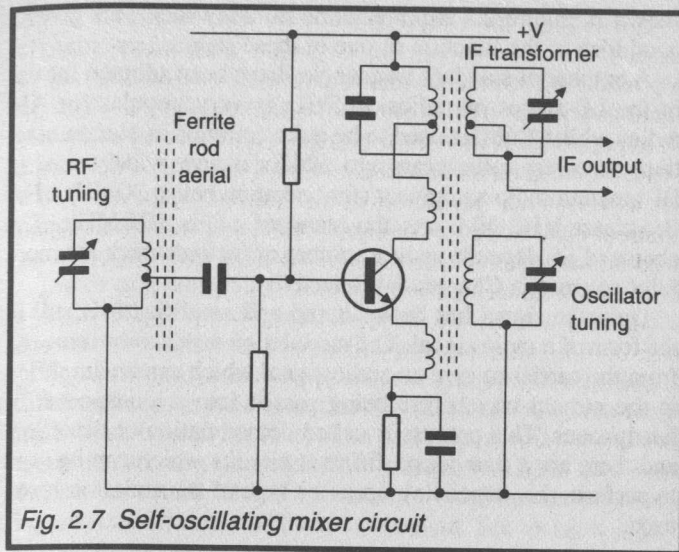 +V
IF transformer
Ferrite
rod
aerial
RF
tuning
IF output
Oscillator
tuning
Fig. 2.7 Self-oscillating mixer circuit